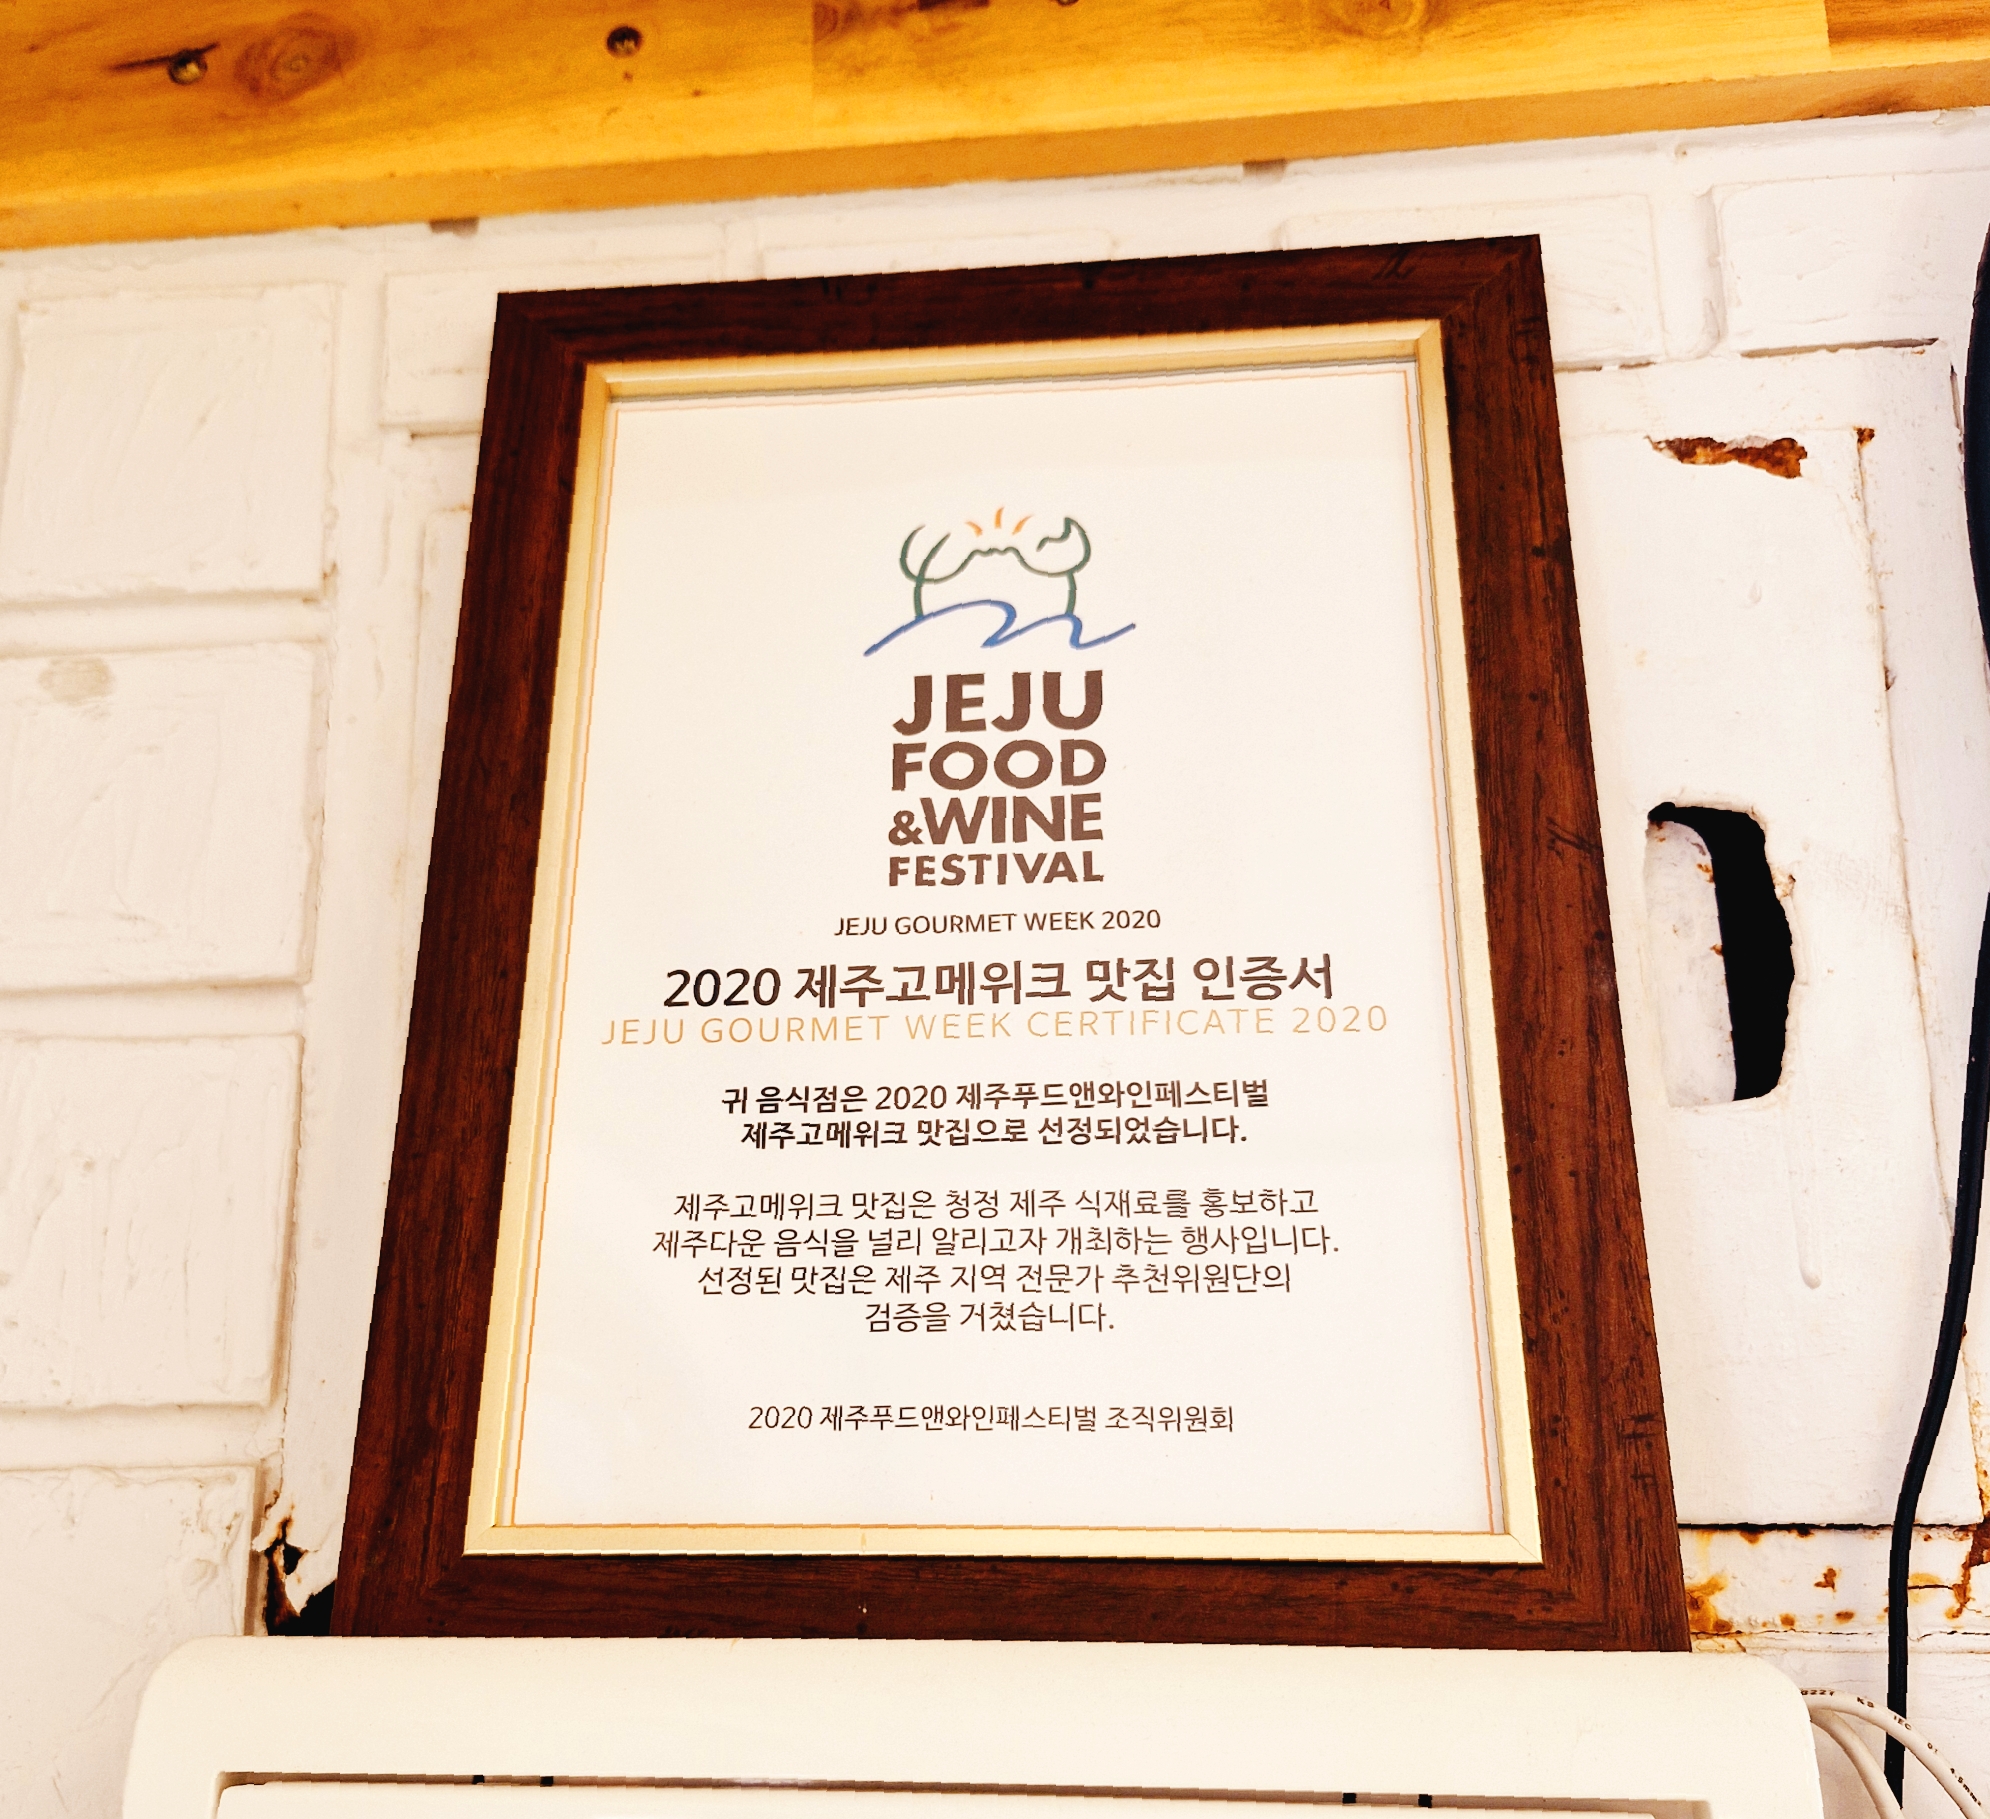 JEJU
FOOD
&WINE
FESTIVAL
JEJU GOURMET WEEK 2020
2020 제주고메위크 맛집 인증서
JEJU GOURMET WEEK CERTIFICATE 2020
귀 음식점은 2020 제주푸드앤와인페스티벌
제주고메위크 맛집으로 선정되었습니다.
제주고메위크 맛집은 청정 제주 식재료를 홍보하고
제주다운 음식을 널리 알리고자 개최하는 행사입니다.
선정된 맛집은 제주 지역 전문가 추천위원단의
검증을 거쳤습니다.
2020 제주푸드앤와인페스티벌 조직위원회
IEC